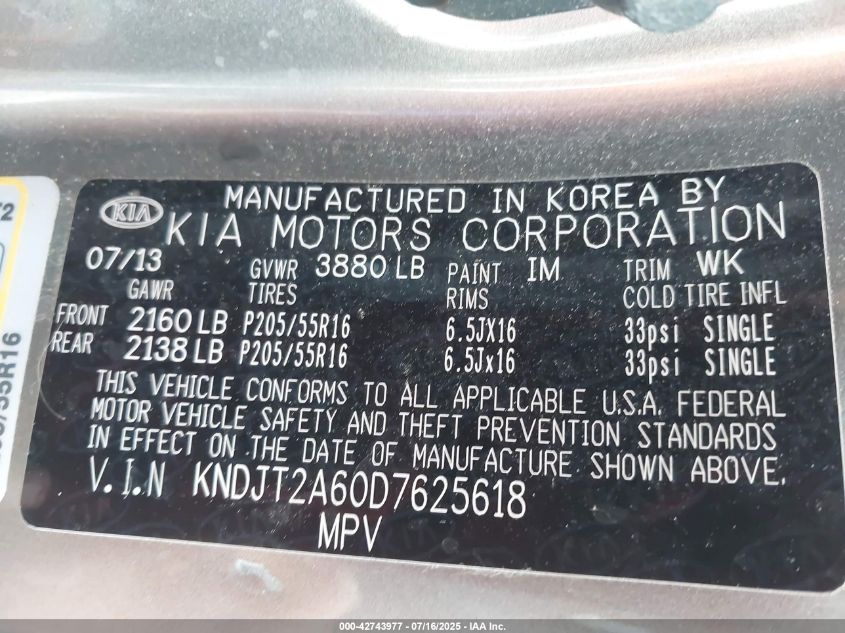 MANUFACTURED IN KOREA BY
KIA KIA MOTORS CORPORATION
07/13 GVWR 3880 LB PAINT IM TRIM WK
GAWR TIRES RIMS COLD TIRE INFL
FRONT 2160 LB P205/55R16 6.5JX16 33psi SINGLE
REAR 2138 LB P205/55R16 6.5Jx16 33psi SINGLE
THIS VEHICLE CONFORMS TO ALL APPLICABLE U.S.A. FEDERAL
MOTOR VEHICLE SAFETY AND THEFT PREVENTION STANDARDS
IN EFFECT ON THE DATE OF MANUFACTURE SHOWN ABOVE.
V.I.N KNDJT2A60D7625618
MPV
000-42743977 - 07/16/2025 - IAA Inc.